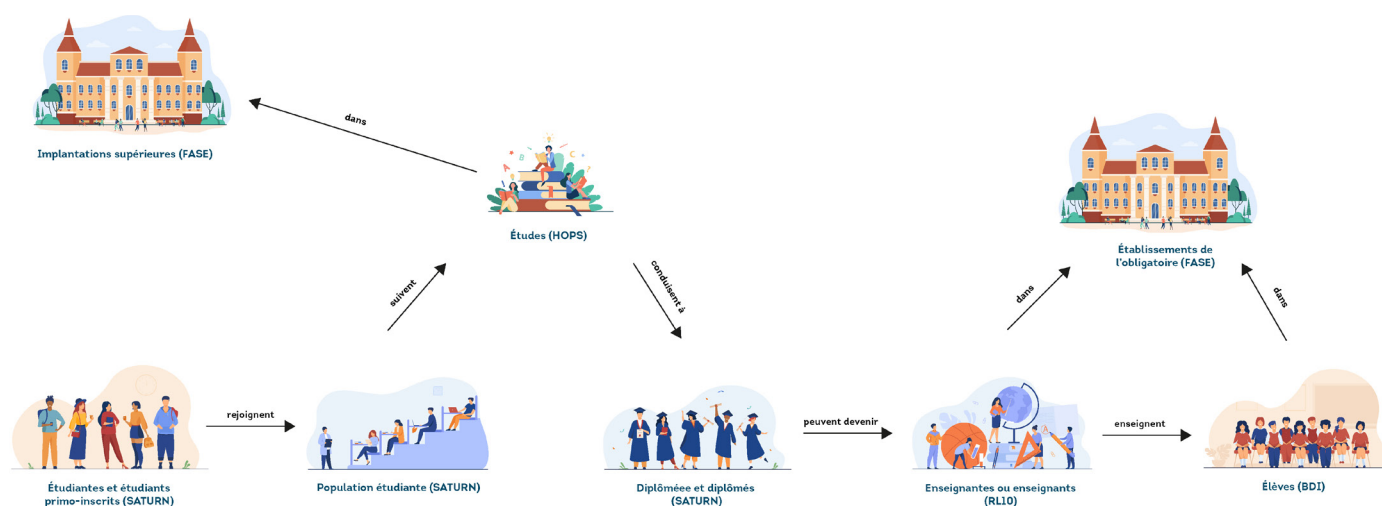 Implantations supérieures (FASE)
dans
Études (HOPS)
Établissements de
l'obligatoire (FASE)
suivent
conduisent à
dans
dans
rejoignent
peuvent devenir
enseignent
Étudiantes et étudiants
primo-inscrits (SATURN)
Population étudiante (SATURN)
Diplôméee et diplômés
(SATURN)
Enseignantes ou enseignants
(RL10)
Élèves (BDI)
A
B
C